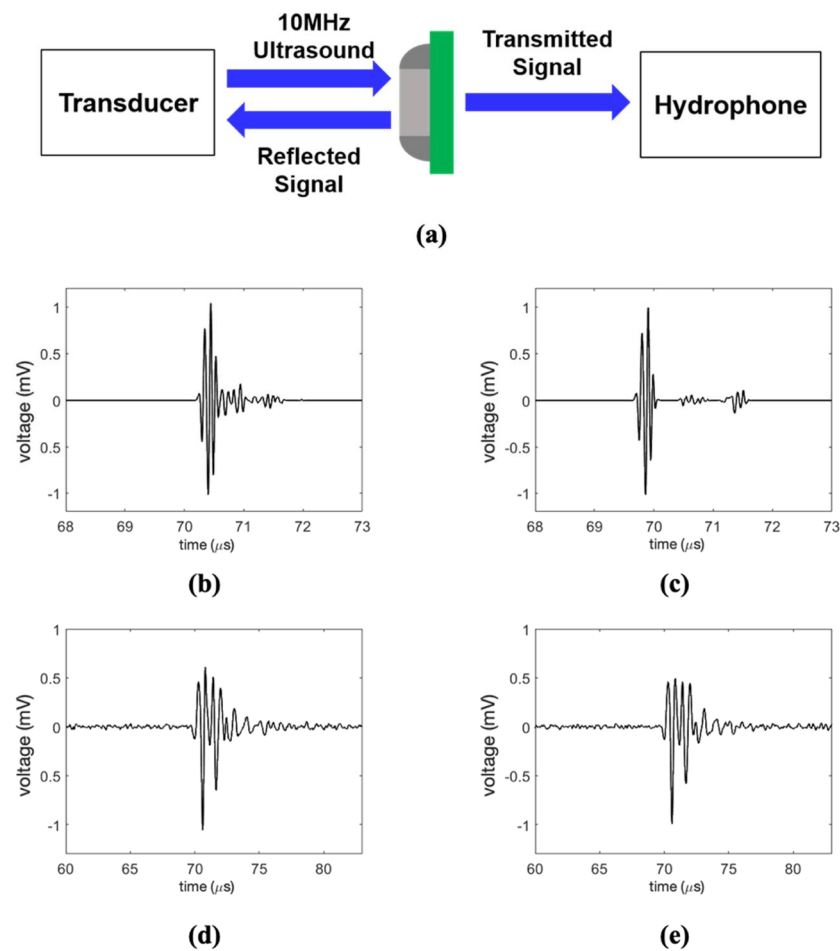 10MHz
Ultrasound
Transmitted
Signal
Transducer
Hydrophone
Reflected
Signal
(a)
1
0.5
0
-0.5
-1
voltage (mV)
68 69 70 71 72 73
time (μs)
(b)
1
0.5
0
-0.5
-1
voltage (mV)
68 69 70 71 72 73
time (μs)
(c)
1
0.5
0
-0.5
-1
voltage (mV)
60 65 70 75 80
time (μs)
(d)
1
0.5
0
-0.5
-1
voltage (mV)
60 65 70 75 80
time (μs)
(e)